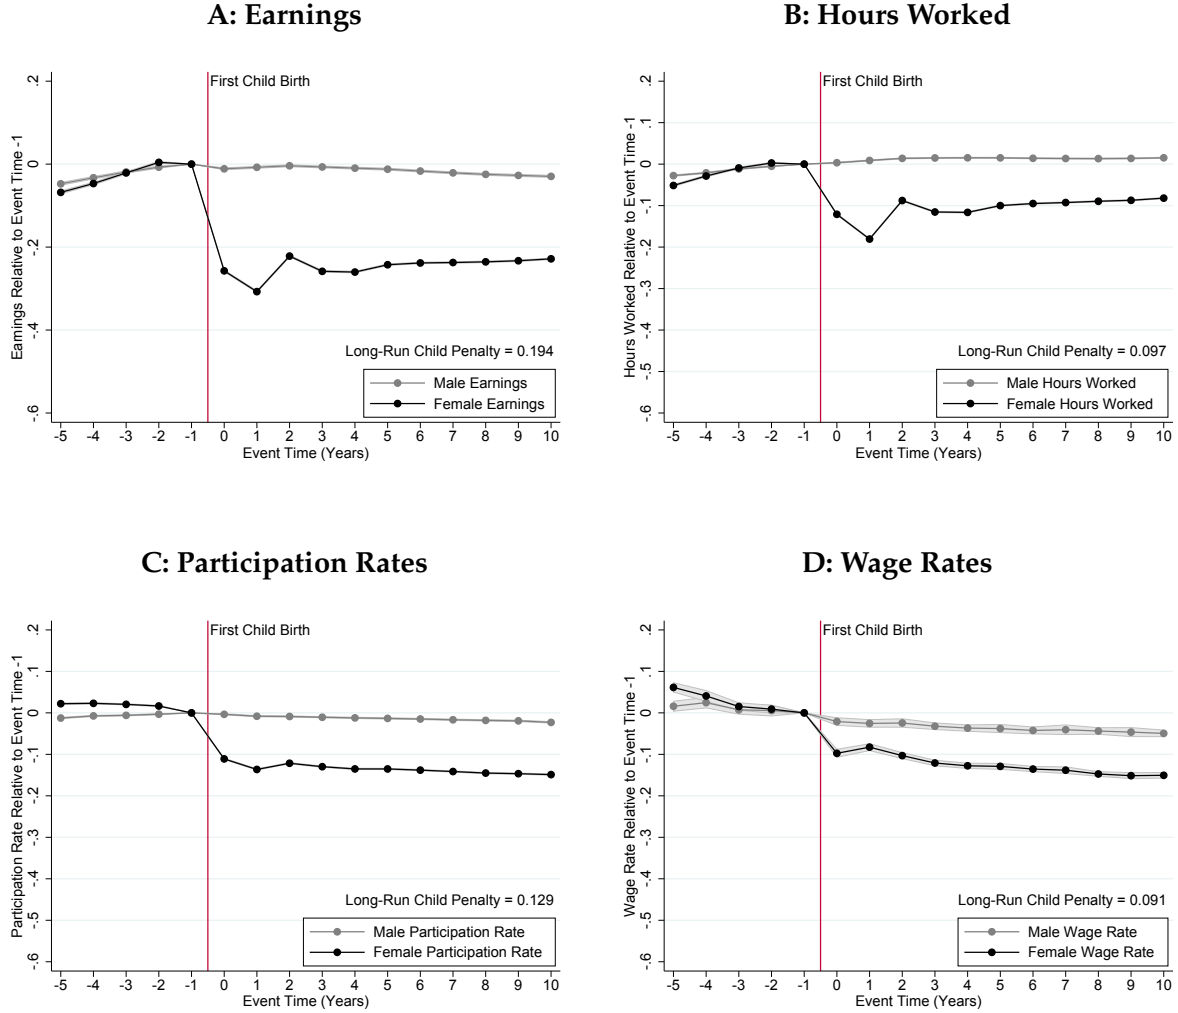 A: Earnings
Earnings Relative to Event Time -1
.2
0
-.2
-.4
-.6
First Child Birth
Long-Run Child Penalty = 0.194
Male Earnings
Female Earnings
-5 -4 -3 -2 -1 0 1 2 3 4 5 6 7 8 9 10
Event Time (Years)
B: Hours Worked
Hours Worked Relative to Event Time -1
.2
.1
0
-.1
-.2
-.3
-.4
-.5
-.6
First Child Birth
Long-Run Child Penalty = 0.097
Male Hours Worked
Female Hours Worked
-5 -4 -3 -2 -1 0 1 2 3 4 5 6 7 8 9 10
Event Time (Years)
C: Participation Rates
Participation Rate Relative to Event Time -1
.2
.1
0
-.1
-.2
-.3
-.4
-.5
-.6
First Child Birth
Long-Run Child Penalty = 0.129
Male Participation Rate
Female Participation Rate
-5 -4 -3 -2 -1 0 1 2 3 4 5 6 7 8 9 10
Event Time (Years)
D: Wage Rates
Wage Rate Relative to Event Time -1
.2
.1
0
-.1
-.2
-.3
-.4
-.5
-.6
First Child Birth
Long-Run Child Penalty = 0.091
Male Wage Rate
Female Wage Rate
-5 -4 -3 -2 -1 0 1 2 3 4 5 6 7 8 9 10
Event Time (Years)